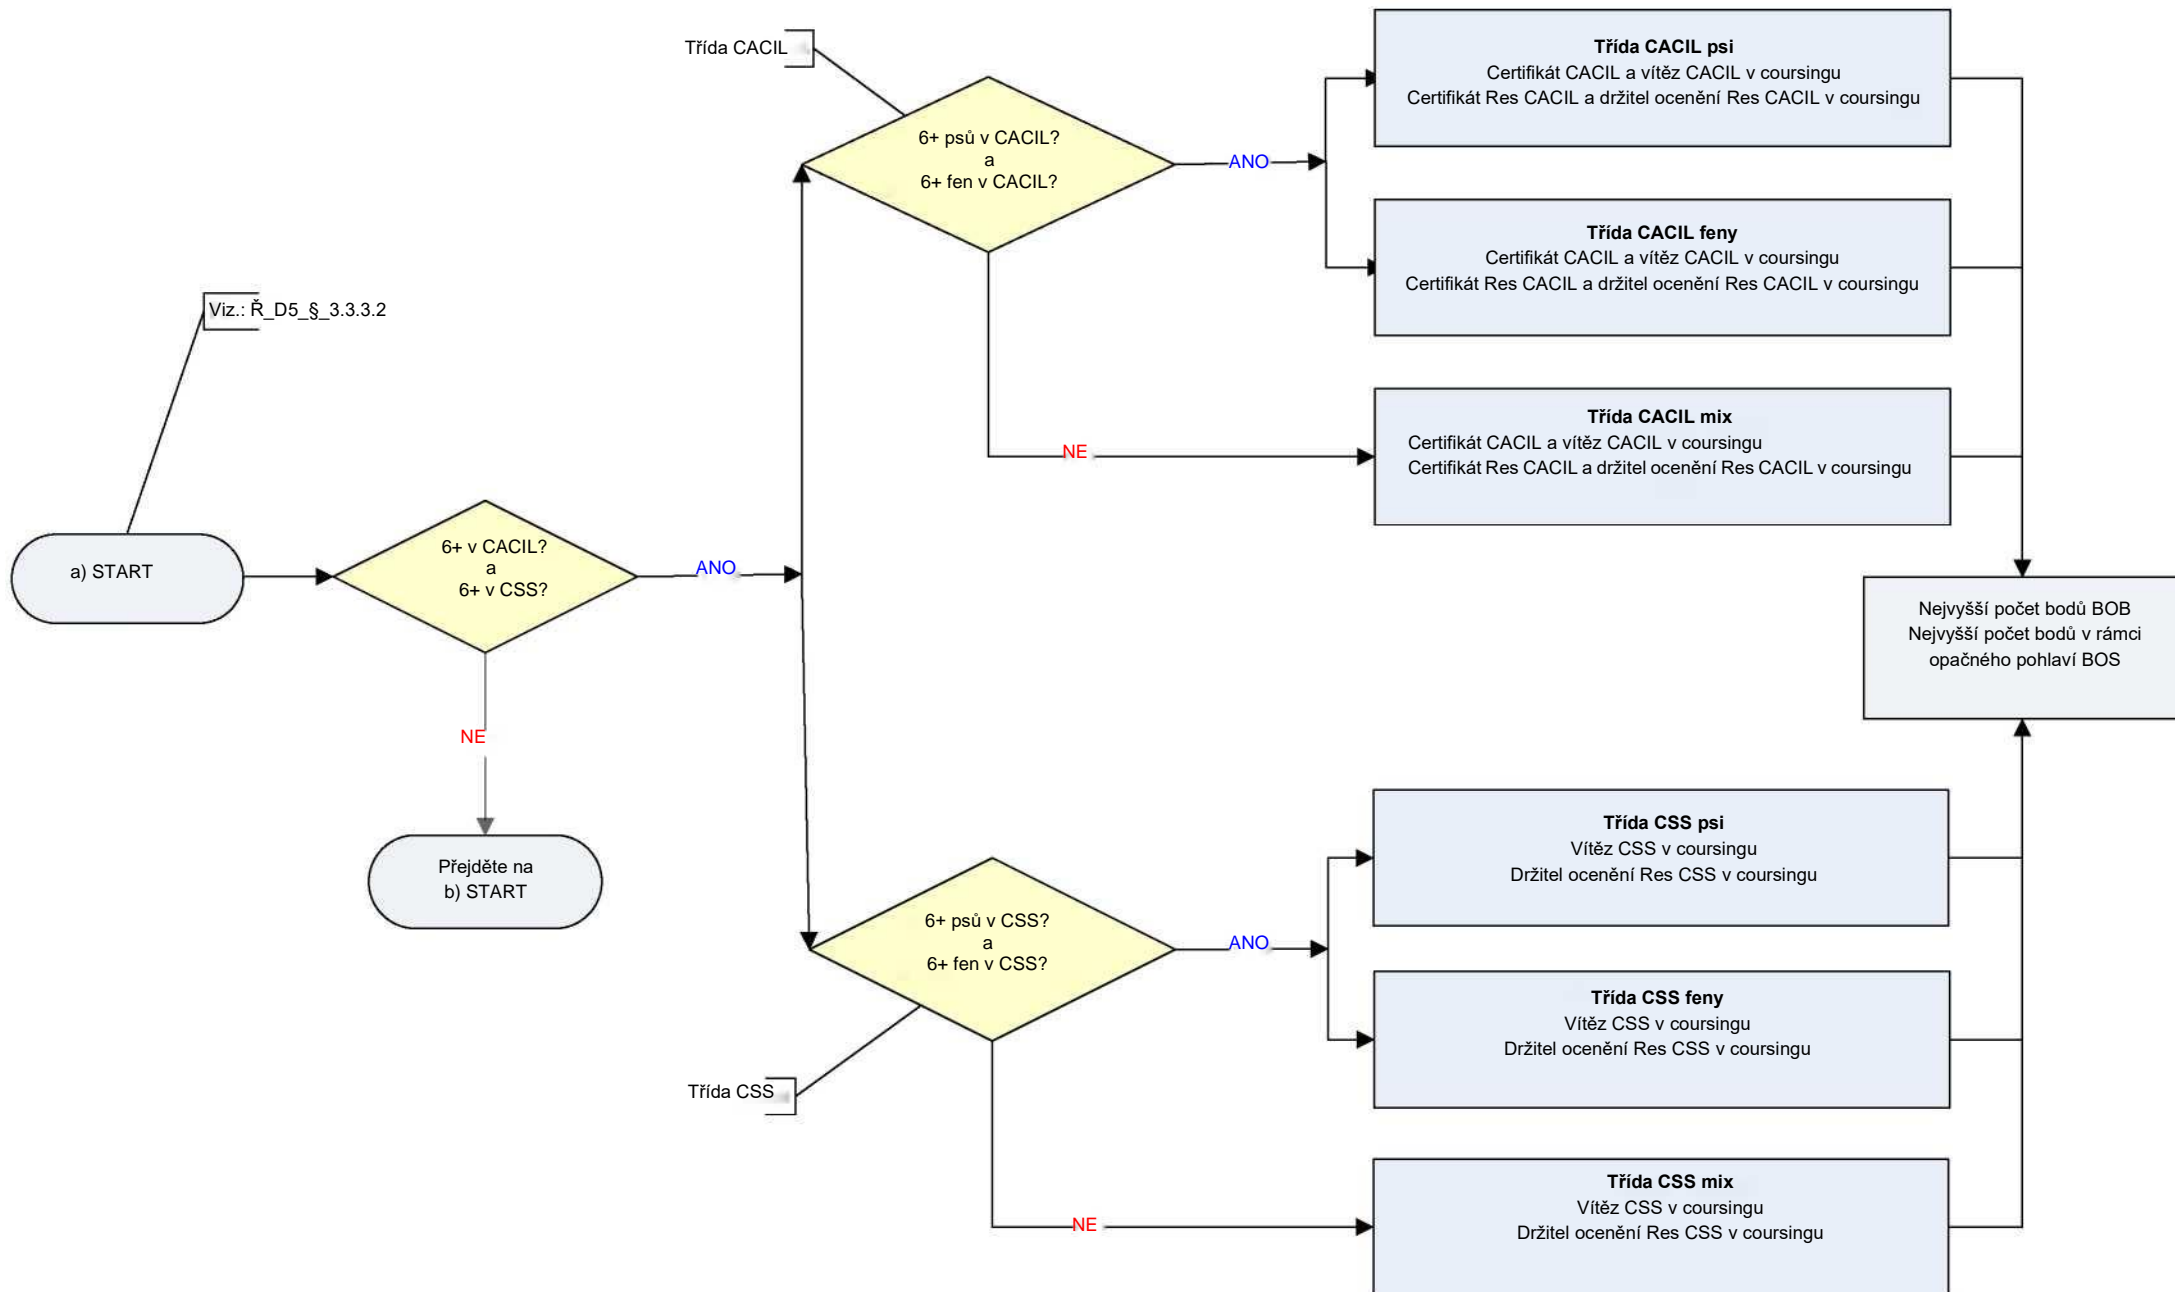 Třída CACIL
6+ psů v CACIL?
a
6+ fen v CACIL?
ANO
NE
Třída CACIL psi
Certifikát CACIL a vítěz CACIL v coursingu
Certifikát Res CACIL a držitel ocenění Res CACIL v coursingu
Třída CACIL feny
Certifikát CACIL a vítěz CACIL v coursingu
Certifikát Res CACIL a držitel ocenění Res CACIL v coursingu
Třída CACIL mix
Certifikát CACIL a vítěz CACIL v coursingu
Certifikát Res CACIL a držitel ocenění Res CACIL v coursingu
Viz.: Ř_D5_§_3.3.3.2
a) START
6+ v CACIL?
a
6+ v CSS?
ANO
NE
Přejděte na
b) START
Nejvyšší počet bodů BOB
Nejvyšší počet bodů v rámci
opačného pohlaví BOS
6+ psů v CSS?
a
6+ fen v CSS?
ANO
NE
Třída CSS
Třída CSS psi
Vítěz CSS v coursingu
Držitel ocenění Res CSS v coursingu
Třída CSS feny
Vítěz CSS v coursingu
Držitel ocenění Res CSS v coursingu
Třída CSS mix
Vítěz CSS v coursingu
Držitel ocenění Res CSS v coursingu